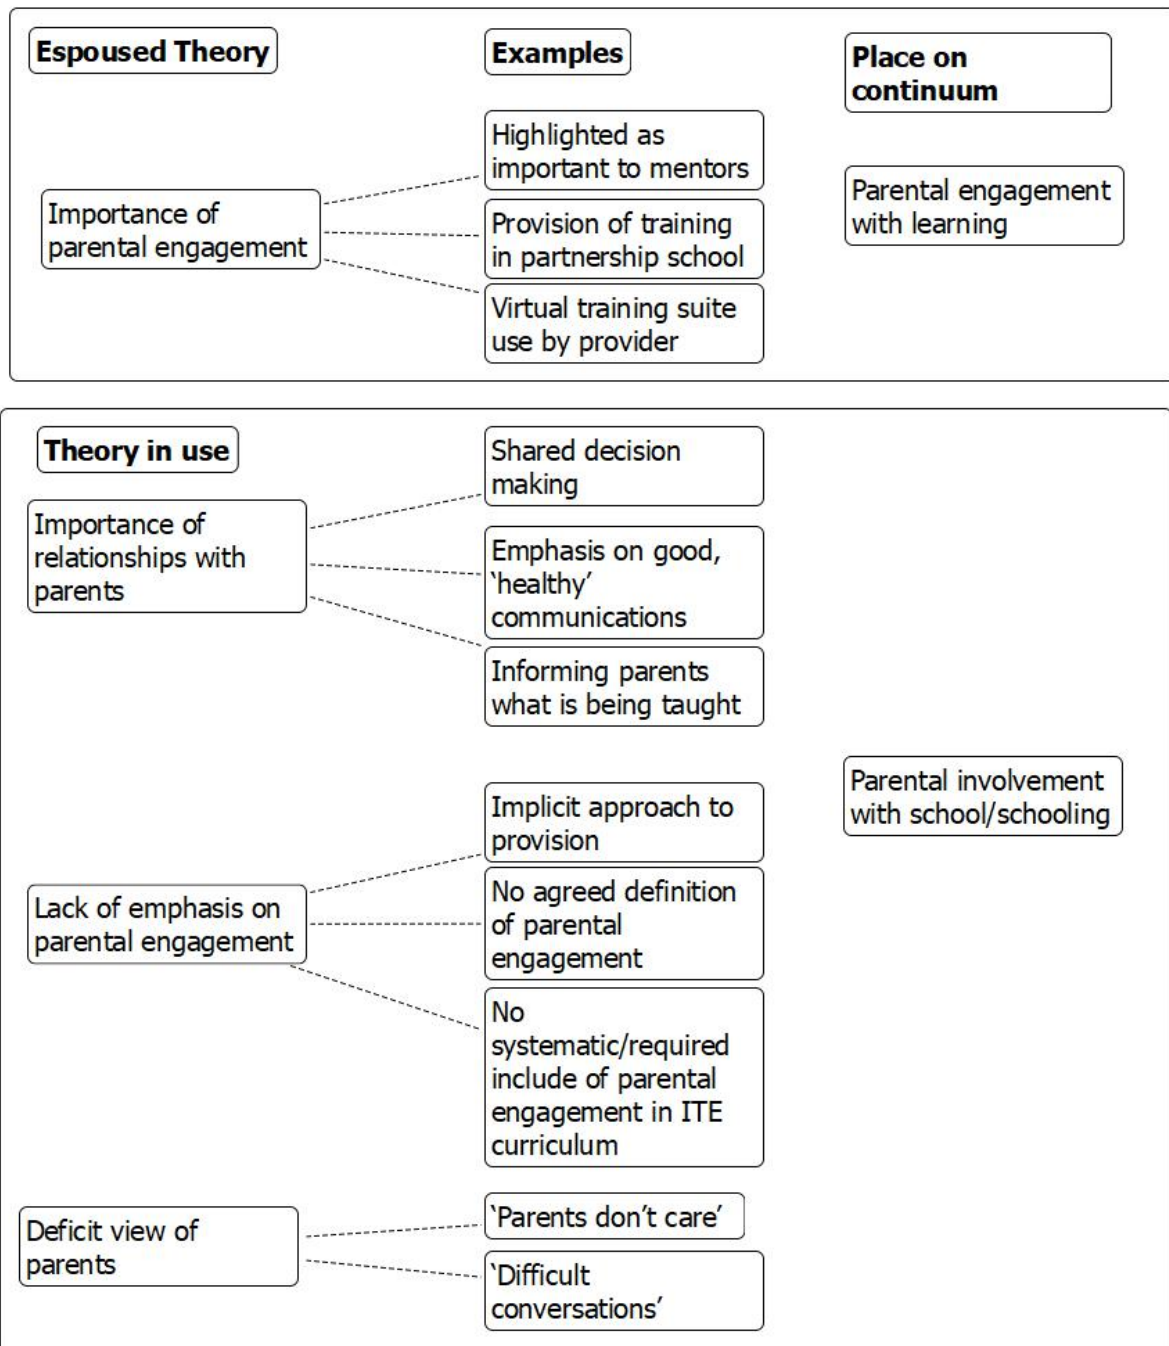 Espoused Theory
Examples
Place on
continuum
Highlighted as
important to mentors
Importance of
parental engagement
Provision of training
in partnership school
Virtual training suite
use by provider
Parental engagement
with learning
Theory in use
Shared decision
making
Importance of
relationships with
parents
Emphasis on good,
‘healthy’
communications
Informing parents
what is being taught
Parental involvement
with school/schooling
Implicit approach to
provision
Lack of emphasis on
parental engagement
No agreed definition
of parental
engagement
No
systematic/required
include of parental
engagement in ITE
curriculum
Deficit view of
parents
‘Parents don’t care’
‘Difficult
conversations’